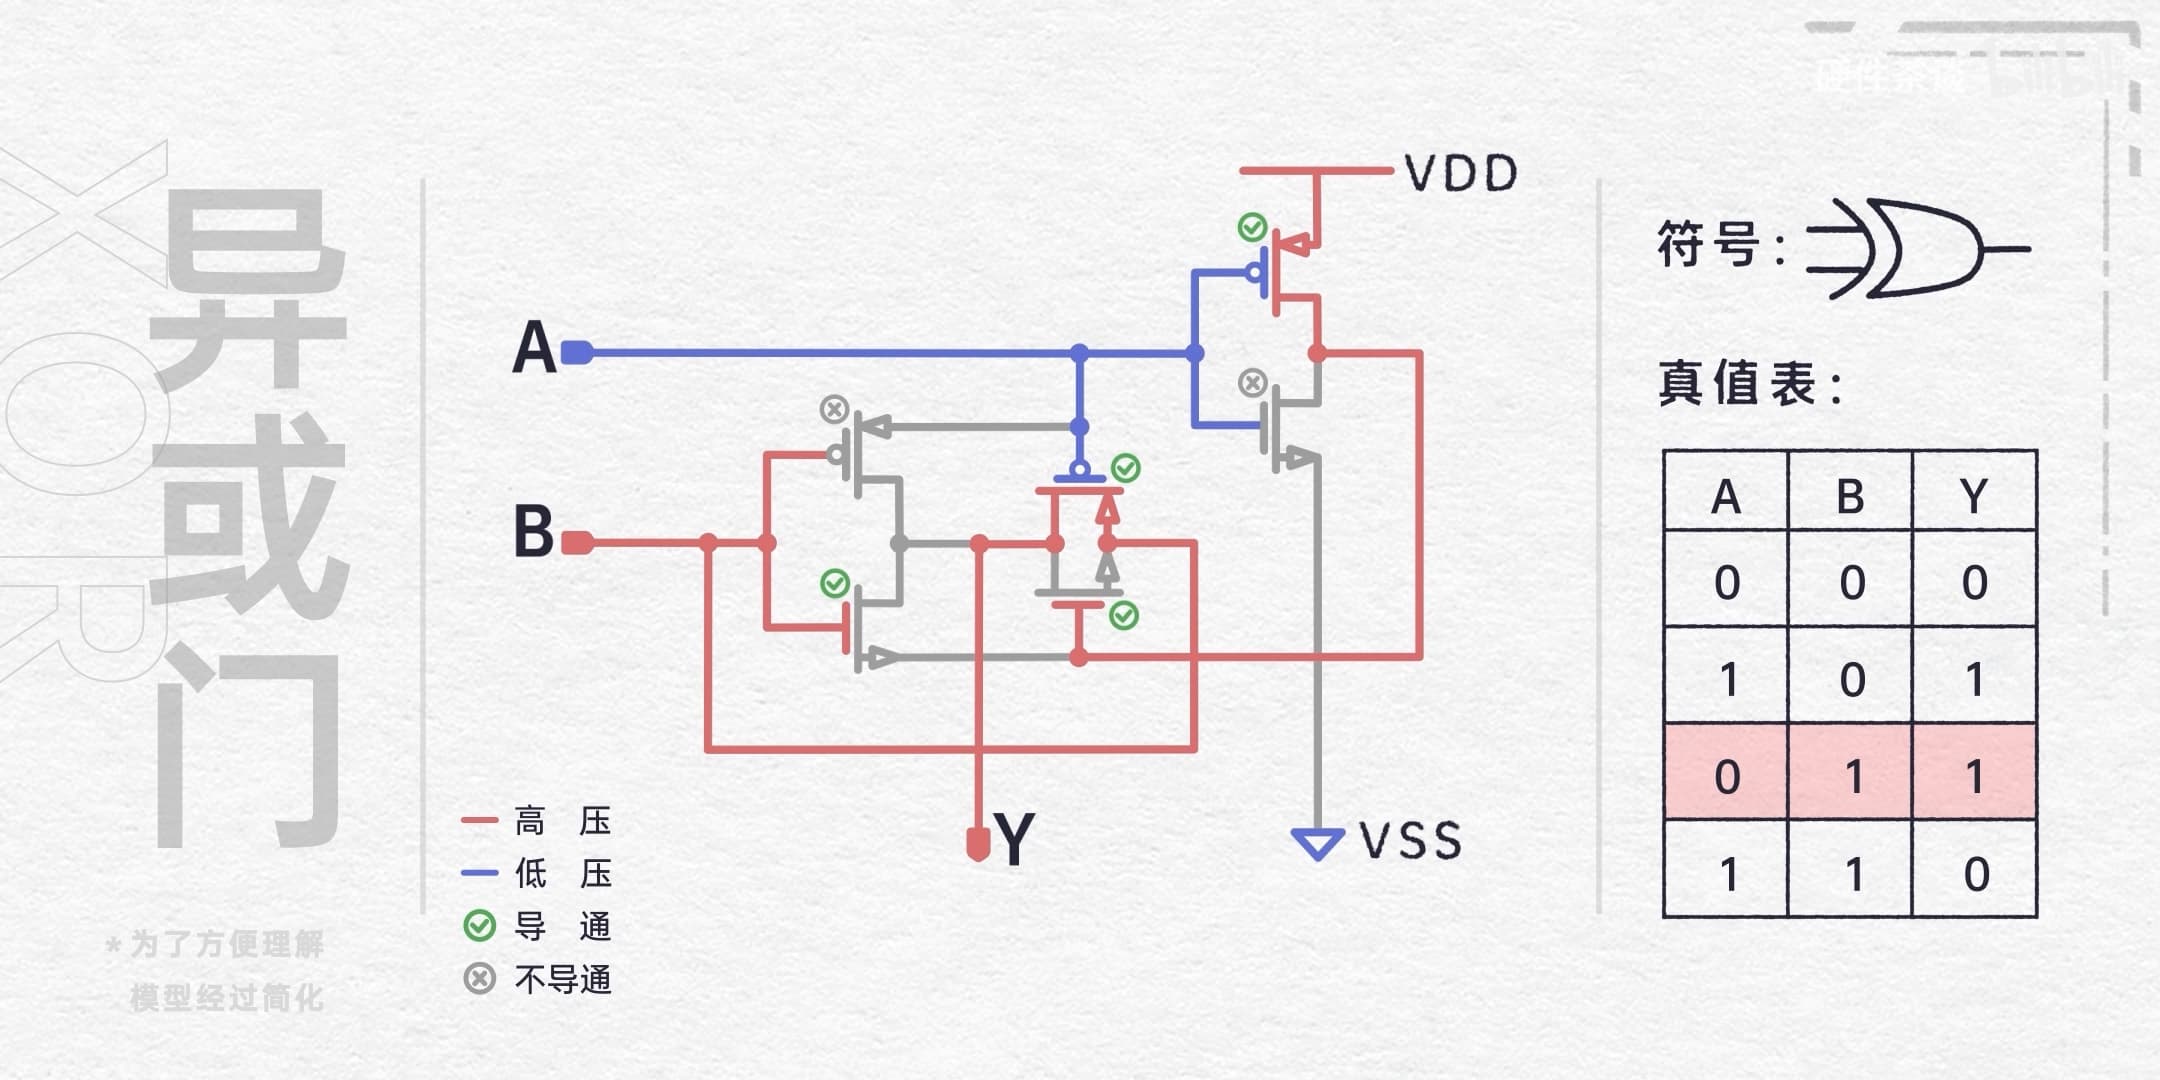 XOR
异或门
*为了方便理解
模型经过简化
VDD
A
B
Y
VSS
高 压
低 压
导 通
不导通
符号:
真值表:
A B Y
0 0 0
1 0 1
0 1 1
1 1 0
bilibili